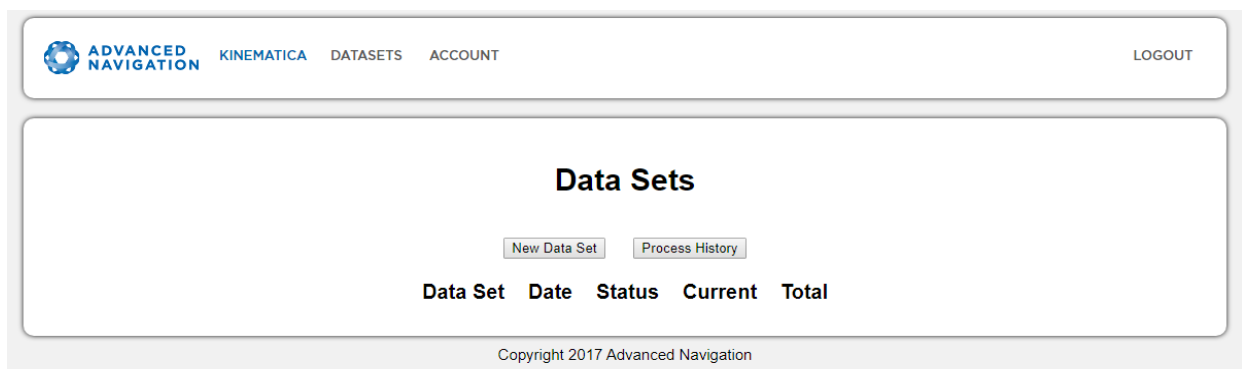 ADVANCED
NAVIGATION
KINEMATICA DATASETS ACCOUNT LOGOUT
Data Sets
New Data Set Process History
Data Set Date Status Current Total
Copyright 2017 Advanced Navigation